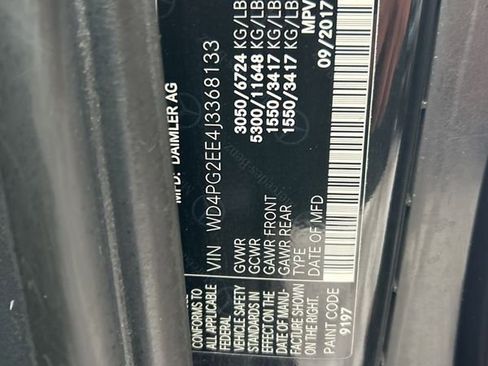 MFD: DAIMLER AG
VIN WD4PG2EE4J3368133
GVWR 3050/6724 KG/LB
GCWR 5300/11648 KG/LB
GAWR FRONT 1550/3417 KG/LB
GAWR REAR 1550/3417 KG/LB
TYPE MPV
DATE OF MFD 09/2017
CONFORMS TO
ALL APPLICABLE
FEDERAL
VEHICLE SAFETY
STANDARDS IN
EFFECT ON THE
DATE OF MANU-
FACTURE SHOWN
ON THE RIGHT.
PAINT CODE
9197